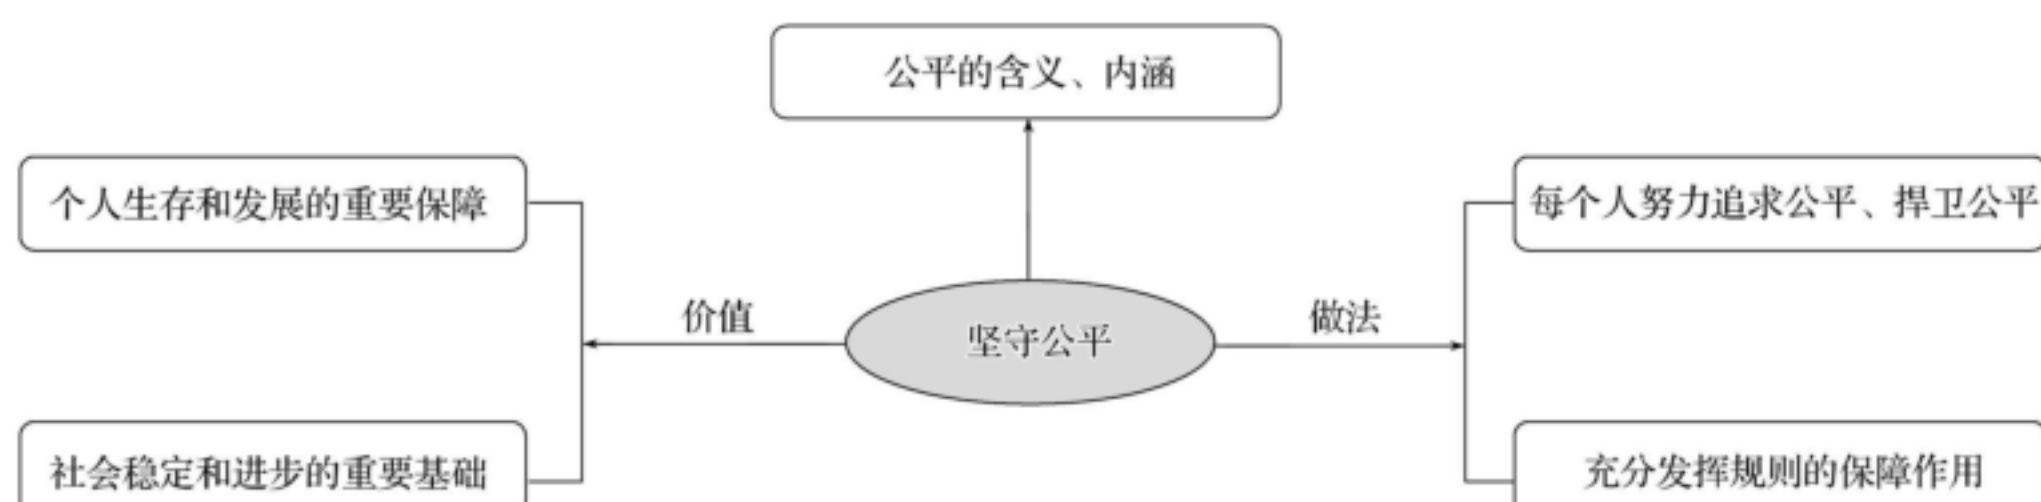 公平的含义、内涵
个人生存和发展的重要保障
每个人努力追求公平、捍卫公平
价值
坚守公平
做法
社会稳定和进步的重要基础
充分发挥规则的保障作用